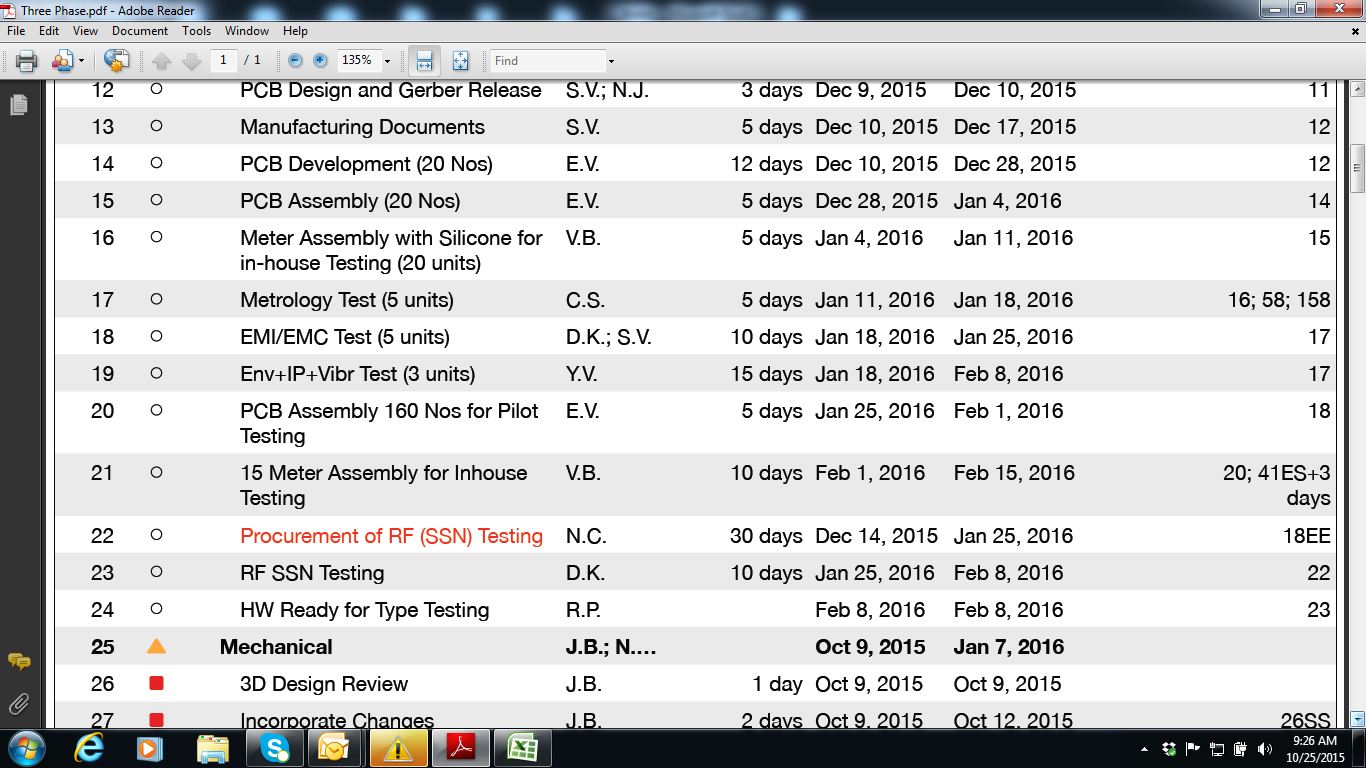 Three Phase.pdf - Adobe Reader
File Edit View Document Tools Window Help
1 / 1 135% Find
12 PCB Design and Gerber Release S.V.; N.J. 3 days Dec 9, 2015 Dec 10, 2015 11
13 Manufacturing Documents S.V. 5 days Dec 10, 2015 Dec 17, 2015 12
14 PCB Development (20 Nos) E.V. 12 days Dec 10, 2015 Dec 28, 2015 12
15 PCB Assembly (20 Nos) E.V. 5 days Dec 28, 2015 Jan 4, 2016 14
16 Meter Assembly with Silicone for V.B. 5 days Jan 4, 2016 Jan 11, 2016 15
in-house Testing (20 units)
17 Metrology Test (5 units) C.S. 5 days Jan 11, 2016 Jan 18, 2016 16; 58; 158
18 EMI/EMC Test (5 units) D.K.; S.V. 10 days Jan 18, 2016 Jan 25, 2016 17
19 Env+IP+Vibr Test (3 units) Y.V. 15 days Jan 18, 2016 Feb 8, 2016 17
20 PCB Assembly 160 Nos for Pilot E.V. 5 days Jan 25, 2016 Feb 1, 2016 18
Testing
21 15 Meter Assembly for Inhouse V.B. 10 days Feb 1, 2016 Feb 15, 2016 20; 41ES+3
Testing days
22 Procurement of RF (SSN) Testing N.C. 30 days Dec 14, 2015 Jan 25, 2016 18EE
23 RF SSN Testing D.K. 10 days Jan 25, 2016 Feb 8, 2016 22
24 HW Ready for Type Testing R.P. Feb 8, 2016 Feb 8, 2016 23
25 Mechanical J.B.; N.... Oct 9, 2015 Jan 7, 2016
26 3D Design Review J.B. 1 day Oct 9, 2015 Oct 9, 2015
27 Incorporate Changes J.B. 2 days Oct 9, 2015 Oct 12, 2015 26SS
9:26 AM
10/25/2015